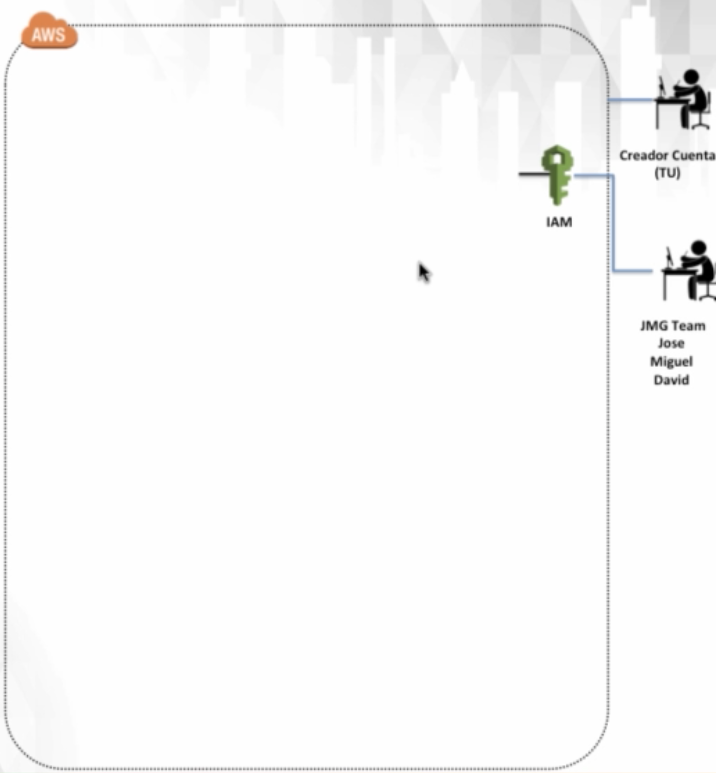 AWS
Creador Cuenta
(TU)
IAM
JMG Team
Jose
Miguel
David